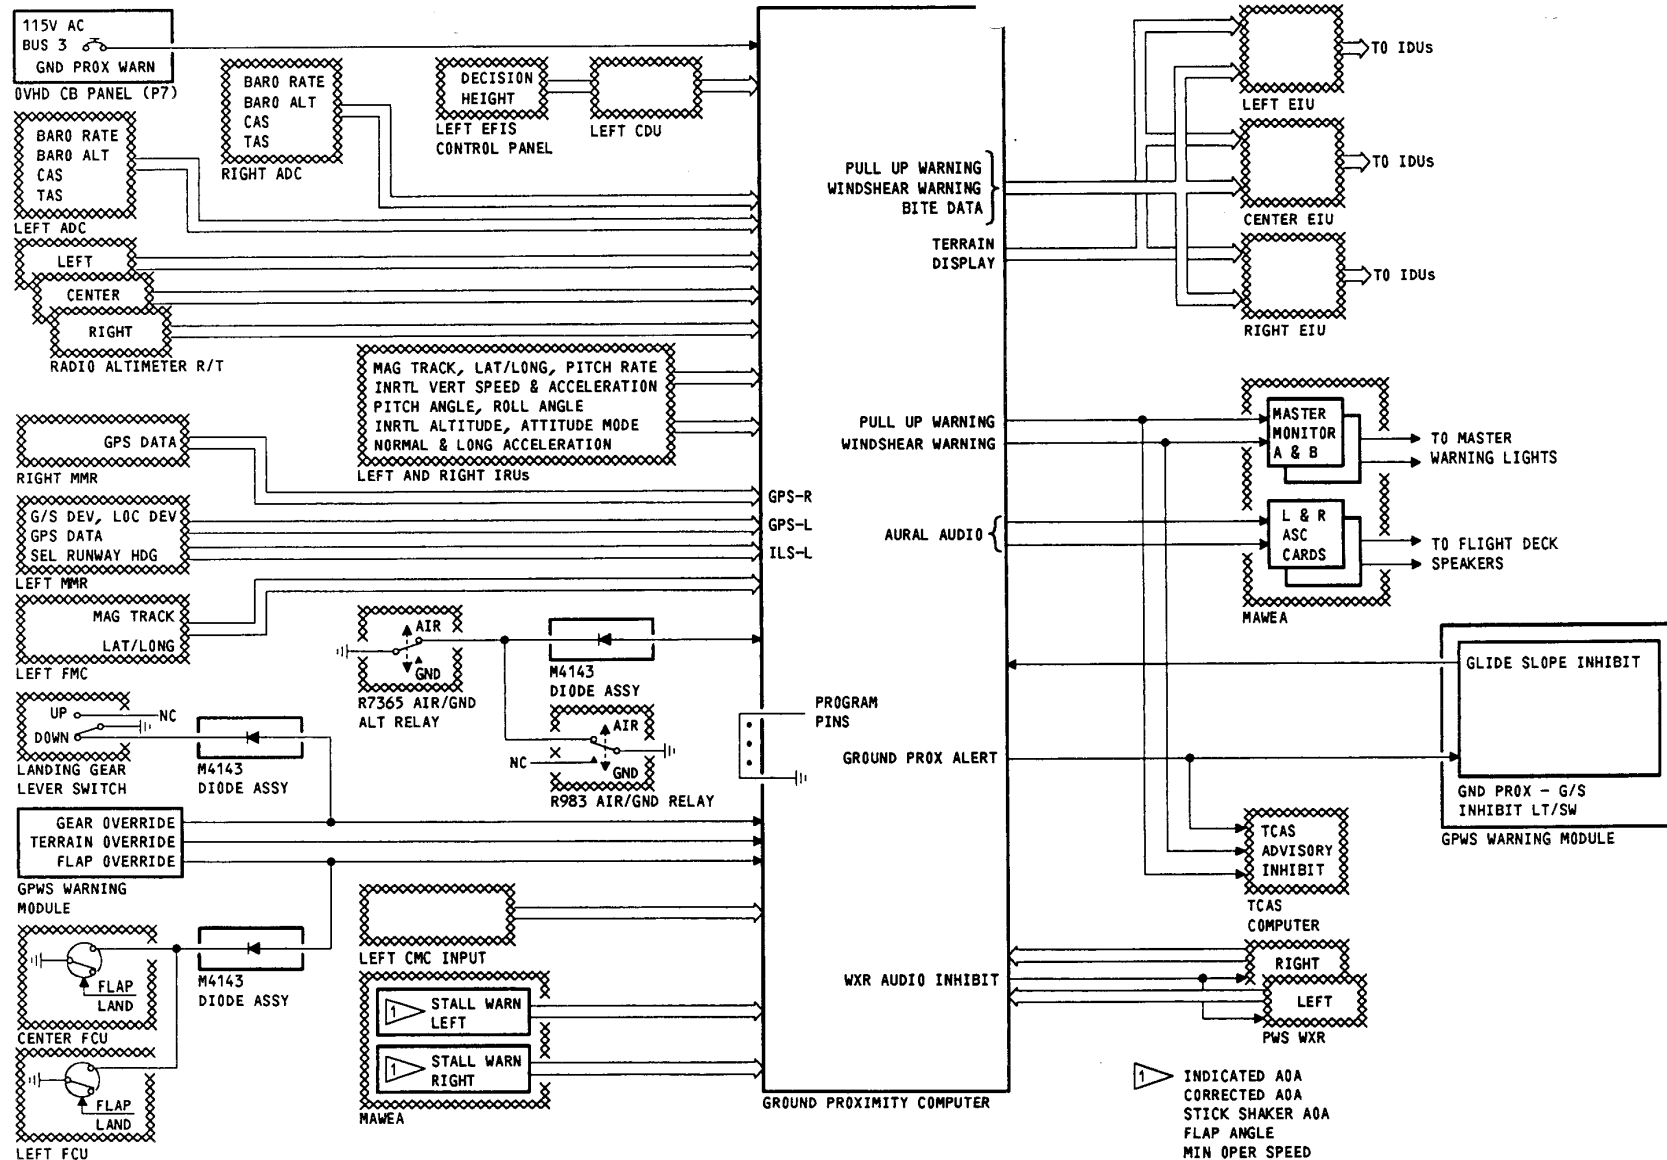 115V AC
BUS 3
GND PROX WARN
OVHD CB PANEL (P7)
BARO RATE
BARO ALT
CAS
TAS
LEFT ADC
BARO RATE
BARO ALT
CAS
TAS
RIGHT ADC
DECISION
HEIGHT
LEFT EFIS
CONTROL PANEL
LEFT CDU
LEFT
CENTER
RIGHT
RADIO ALTIMETER R/T
MAG TRACK, LAT/LONG, PITCH RATE
INRTL VERT SPEED & ACCELERATION
PITCH ANGLE, ROLL ANGLE
INRTL ALTITUDE, ATTITUDE MODE
NORMAL & LONG ACCELERATION
LEFT AND RIGHT IRUs
GPS DATA
RIGHT MMR
G/S DEV, LOC DEV
GPS DATA
SEL RUNWAY HDG
LEFT MMR
MAG TRACK
LAT/LONG
LEFT FMC
AIR
GND
R7365 AIR/GND
ALT RELAY
M4143
DIODE ASSY
UP
NC
DOWN
LANDING GEAR
LEVER SWITCH
M4143
DIODE ASSY
AIR
NC
GND
R983 AIR/GND RELAY
GEAR OVERRIDE
TERRAIN OVERRIDE
FLAP OVERRIDE
GPWS WARNING
MODULE
FLAP
LAND
CENTER FCU
M4143
DIODE ASSY
FLAP
LAND
LEFT FCU
LEFT CMC INPUT
1
STALL WARN
LEFT
1
STALL WARN
RIGHT
MAWEA
GPS-R
GPS-L
ILS-L
PROGRAM
PINS
PULL UP WARNING
WINDSHEAR WARNING
BITE DATA
TERRAIN
DISPLAY
PULL UP WARNING
WINDSHEAR WARNING
AURAL AUDIO
GROUND PROX ALERT
WXR AUDIO INHIBIT
GROUND PROXIMITY COMPUTER
TO IDUs
LEFT EIU
TO IDUs
CENTER EIU
TO IDUs
RIGHT EIU
MASTER
MONITOR
A & B
TO MASTER
WARNING LIGHTS
L & R
ASC
CARDS
TO FLIGHT DECK
SPEAKERS
MAWEA
GLIDE SLOPE INHIBIT
GND PROX - G/S
INHIBIT LT/SW
GPWS WARNING MODULE
TCAS
ADVISORY
INHIBIT
TCAS
COMPUTER
RIGHT
LEFT
PWS WXR
1
INDICATED AOA
CORRECTED AOA
STICK SHAKER AOA
FLAP ANGLE
MIN OPER SPEED